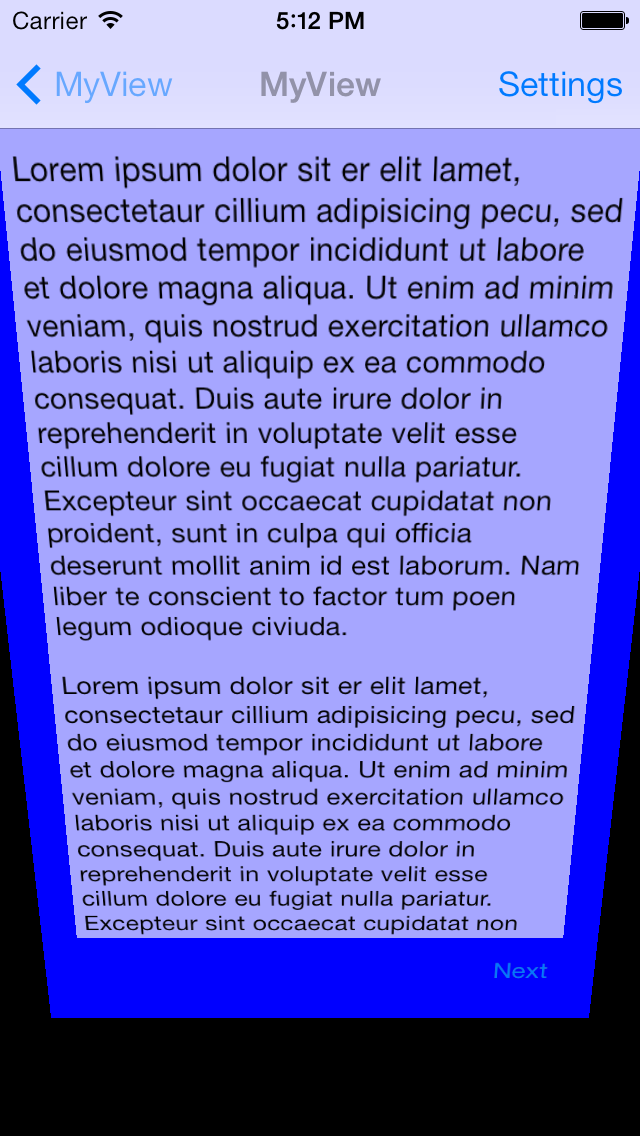 Carrier 5:12 PM
MyView MyView Settings
Lorem ipsum dolor sit er elit lamet,
consectetaur cillium adipisicing pecu, sed
do eiusmod tempor incididunt ut labore
et dolore magna aliqua. Ut enim ad minim
veniam, quis nostrud exercitation ullamco
laboris nisi ut aliquip ex ea commodo
consequat. Duis aute irure dolor in
reprehenderit in voluptate velit esse
cillum dolore eu fugiat nulla pariatur.
Excepteur sint occaecat cupidatat non
proident, sunt in culpa qui officia
deserunt mollit anim id est laborum. Nam
liber te conscient to factor tum poen
legum odioque civiuda.
Lorem ipsum dolor sit er elit lamet,
consectetaur cillium adipisicing pecu, sed
do eiusmod tempor incididunt ut labore
et dolore magna aliqua. Ut enim ad minim
veniam, quis nostrud exercitation ullamco
laboris nisi ut aliquip ex ea commodo
consequat. Duis aute irure dolor in
reprehenderit in voluptate velit esse
cillum dolore eu fugiat nulla pariatur.
Excepteur sint occaecat cupidatat non
Next